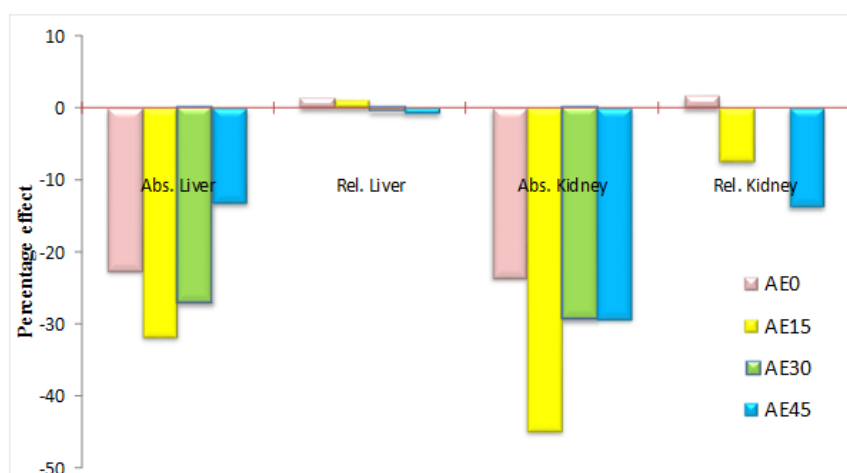 10
0
-10
-20
-30
-40
-50
Percentage effect
Abs. Liver
Rel. Liver
Abs. Kidney
Rel. Kidney
AE0
AE15
AE30
AE45